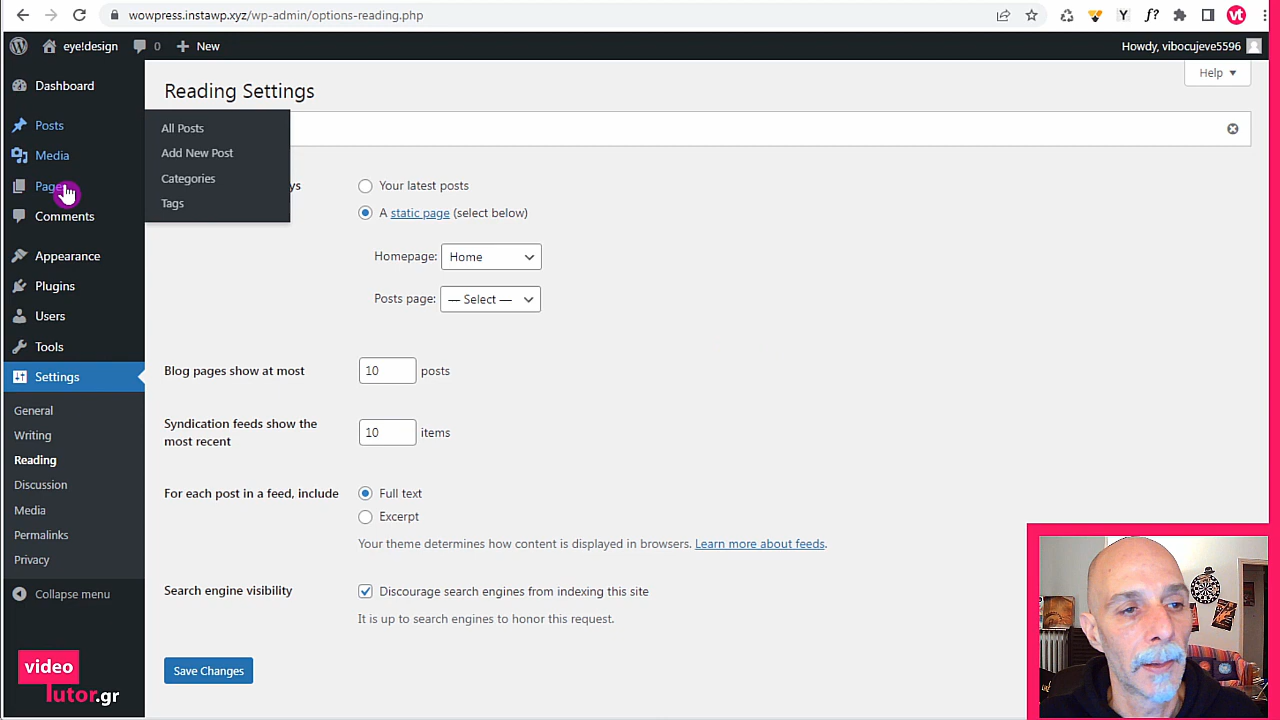 wowpress.instawp.xyz/wp-admin/options-reading.php
eye!design
0
New
Howdy, vibocujeve5596
Help
Dashboard
Posts
Media
Pages
Comments
Appearance
Plugins
Users
Tools
Settings
General
Writing
Reading
Discussion
Media
Permalinks
Privacy
Collapse menu
All Posts
Add New Post
Categories
Tags
Reading Settings
Your latest posts
A static page (select below)
Homepage: Home
Posts page: — Select —
Blog pages show at most 10 posts
Syndication feeds show the
most recent 10 items
For each post in a feed, include
Full text
Excerpt
Your theme determines how content is displayed in browsers. Learn more about feeds.
Search engine visibility
Discourage search engines from indexing this site
It is up to search engines to honor this request.
Save Changes
video
tutor.gr